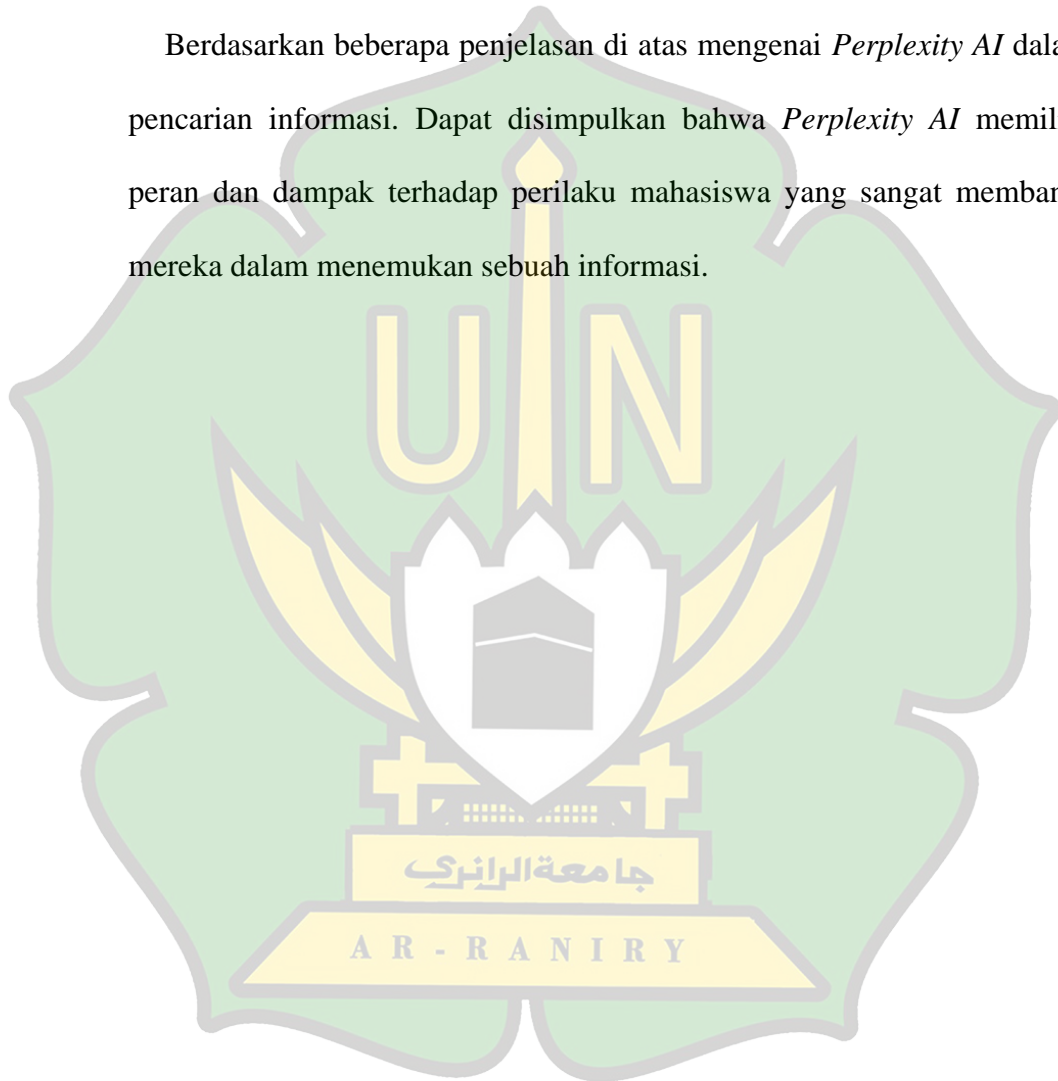 Berdasarkan beberapa penjelasan di atas mengenai Perplexity AI dala
pencarian informasi. Dapat disimpulkan bahwa Perplexity AI memili
peran dan dampak terhadap perilaku mahasiswa yang sangat memban
mereka dalam menemukan sebuah informasi.
UIN
جامعةالرانري
AR-RANIRY